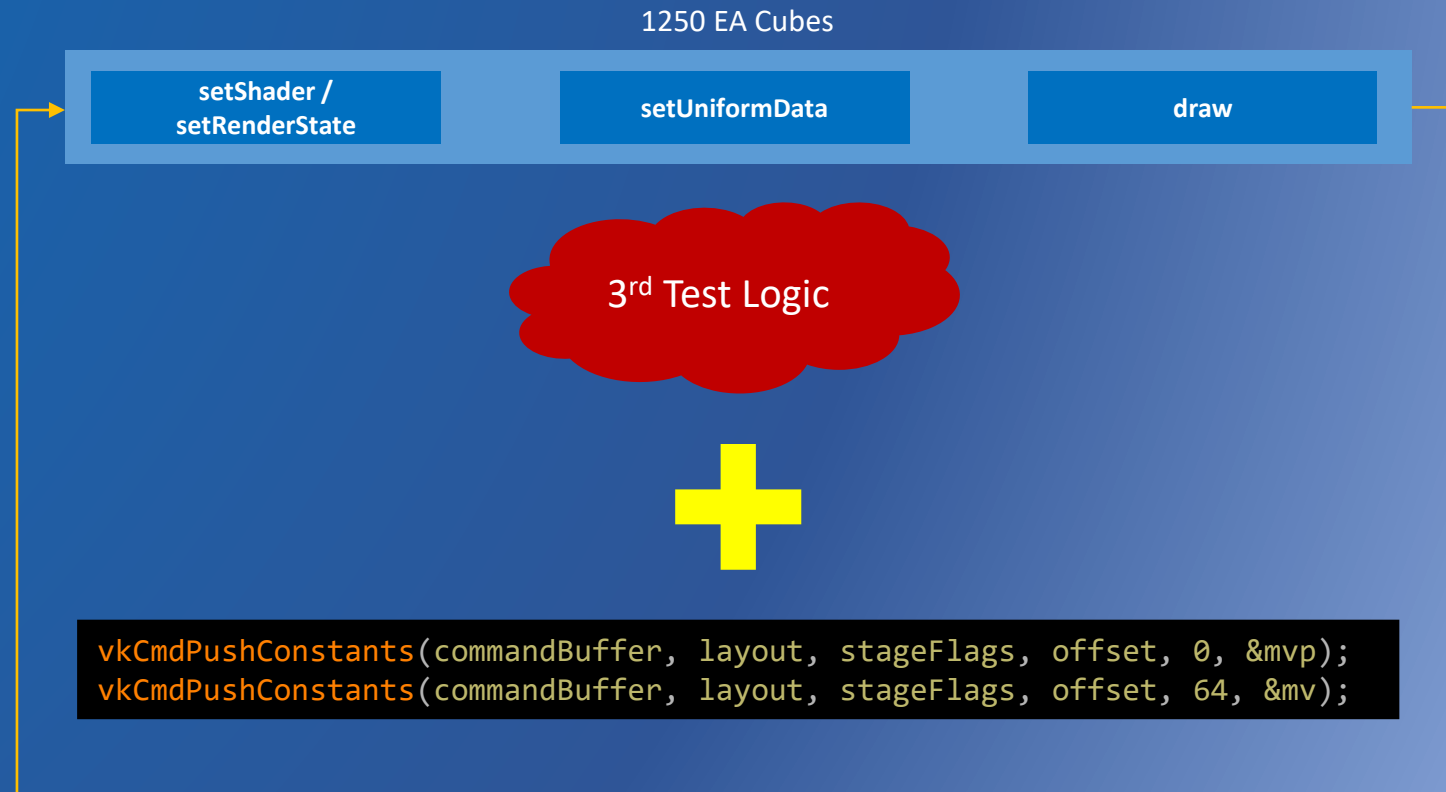 1250 EA Cubes
setShader /
setRenderState
setUniformData
draw
3rd Test Logic
vkCmdPushConstants(commandBuffer, layout, stageFlags, offset, 0, &mvp);
vkCmdPushConstants(commandBuffer, layout, stageFlags, offset, 64, &mv);